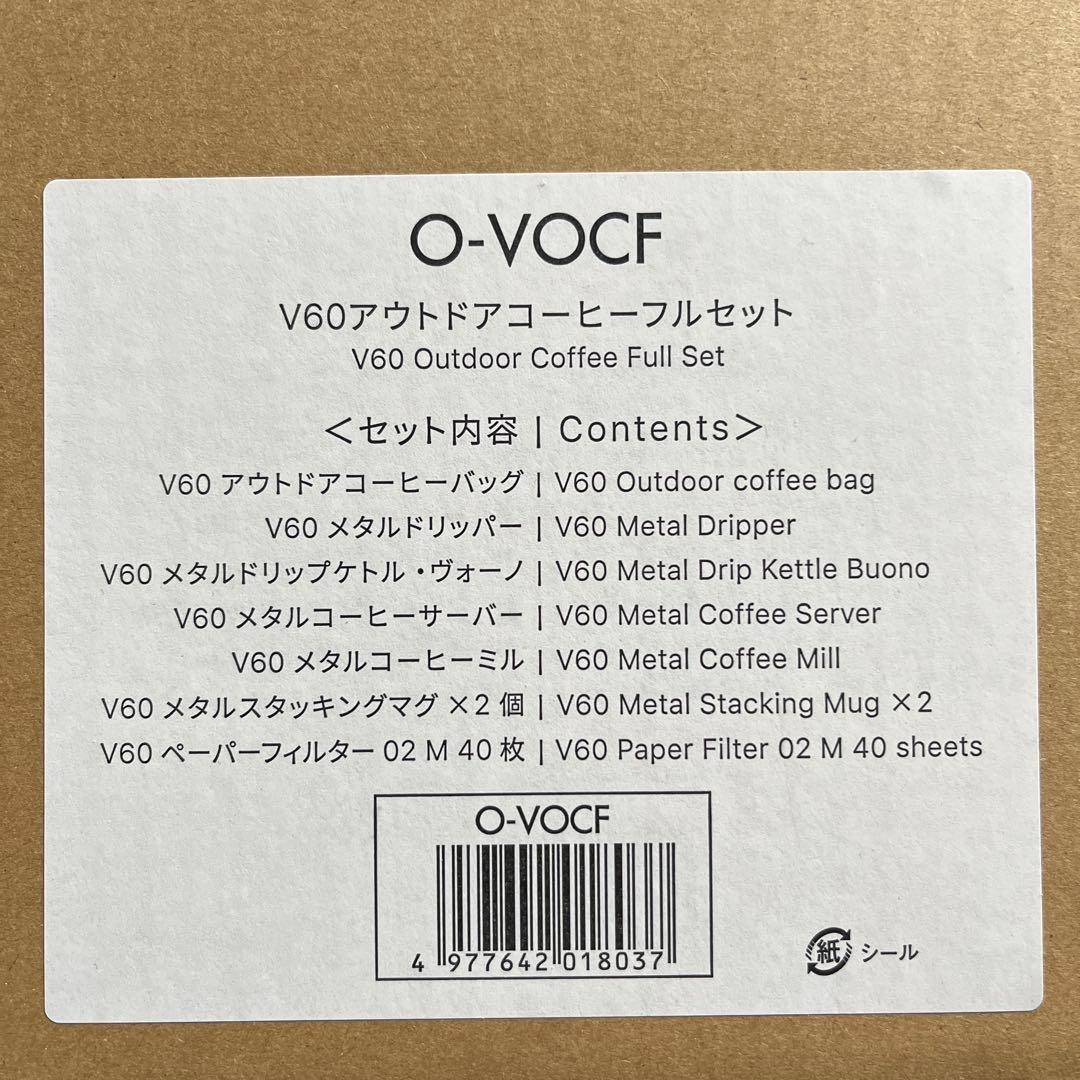 O-VOCF
V60アウトドアコーヒーフルセット
V60 Outdoor Coffee Full Set
＜セット内容 | Contents＞
V60 アウトドアコーヒーバッグ | V60 Outdoor coffee bag
V60 メタルドリッパー | V60 Metal Dripper
V60 メタルドリップケトル・ヴォーノ | V60 Metal Drip Kettle Buono
V60 メタルコーヒーサーバー | V60 Metal Coffee Server
V60 メタルコーヒーミル | V60 Metal Coffee Mill
V60 メタルスタッキングマグ ×2 個 | V60 Metal Stacking Mug ×2
V60 ペーパーフィルター 02 M 40 枚 | V60 Paper Filter 02 M 40 sheets
O-VOCF
4 977642 018037
紙 シール